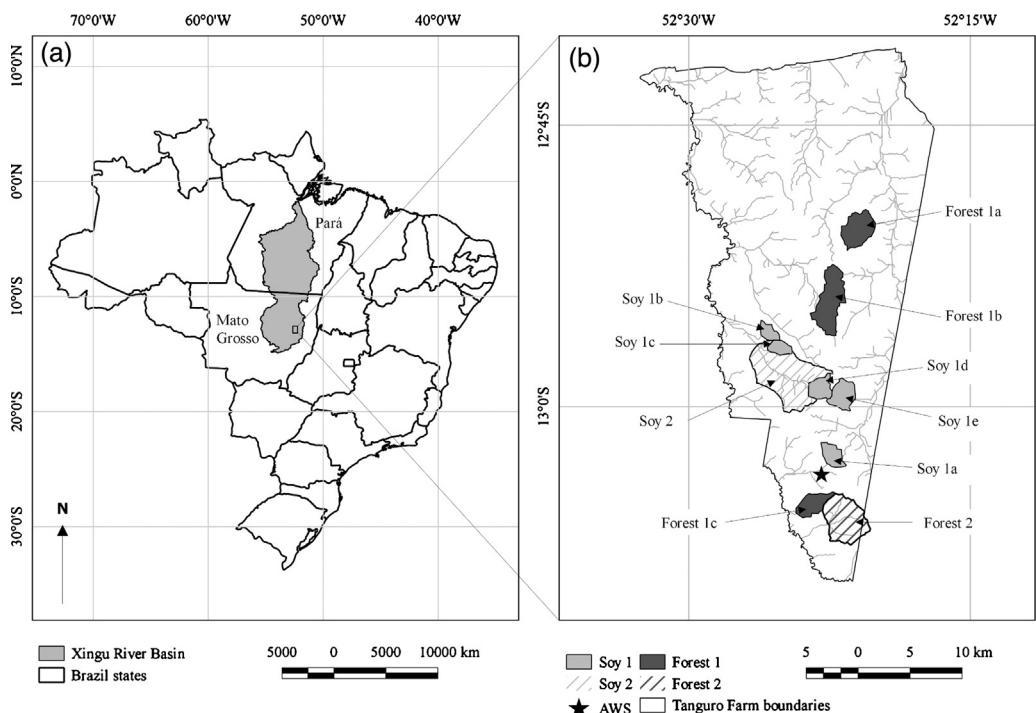 70°0'W 60°0'W 50°0'W 40°0'W
52°30'W 52°15'W
(a)
(b)
10°0'N
0°0'N
10°0'S
20°0'S
30°0'S
12°45'S
13°0'S
Pará
Mato
Grosso
N
Forest 1a
Forest 1b
Soy 1b
Soy 1c
Soy 1d
Soy 2
Soy 1e
Soy 1a
Forest 1c
Forest 2
Xingu River Basin
Brazil states
5000 0 5000 10000 km
Soy 1 Forest 1
Soy 2 Forest 2
AWS Tanguro Farm boundaries
5 0 5 10 km